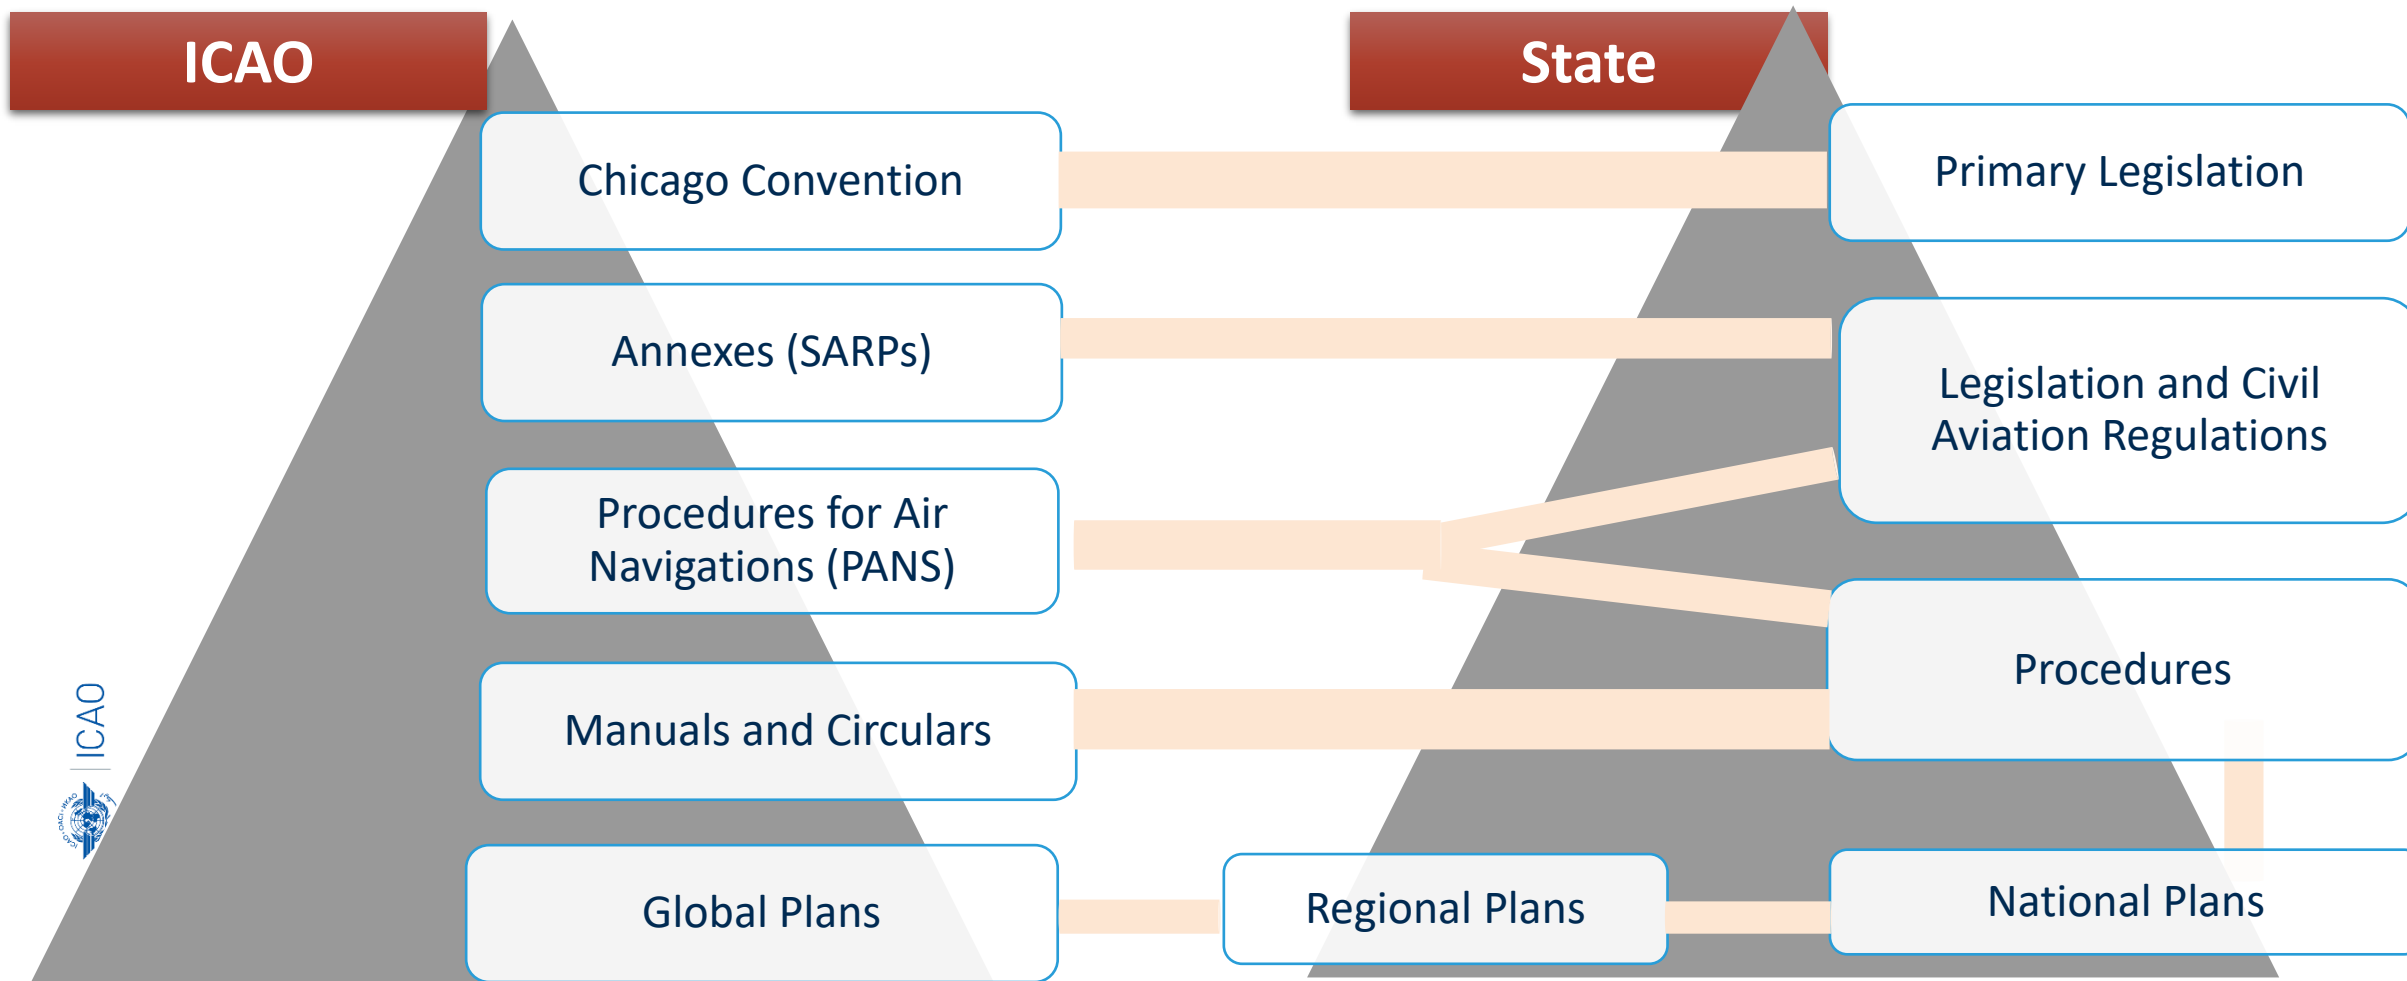 ICAO
State
Chicago Convention
Primary Legislation
Annexes (SARPs)
Legislation and Civil
Aviation Regulations
Procedures for Air
Navigations (PANS)
Procedures
Manuals and Circulars
Global Plans
Regional Plans
National Plans
ICAO